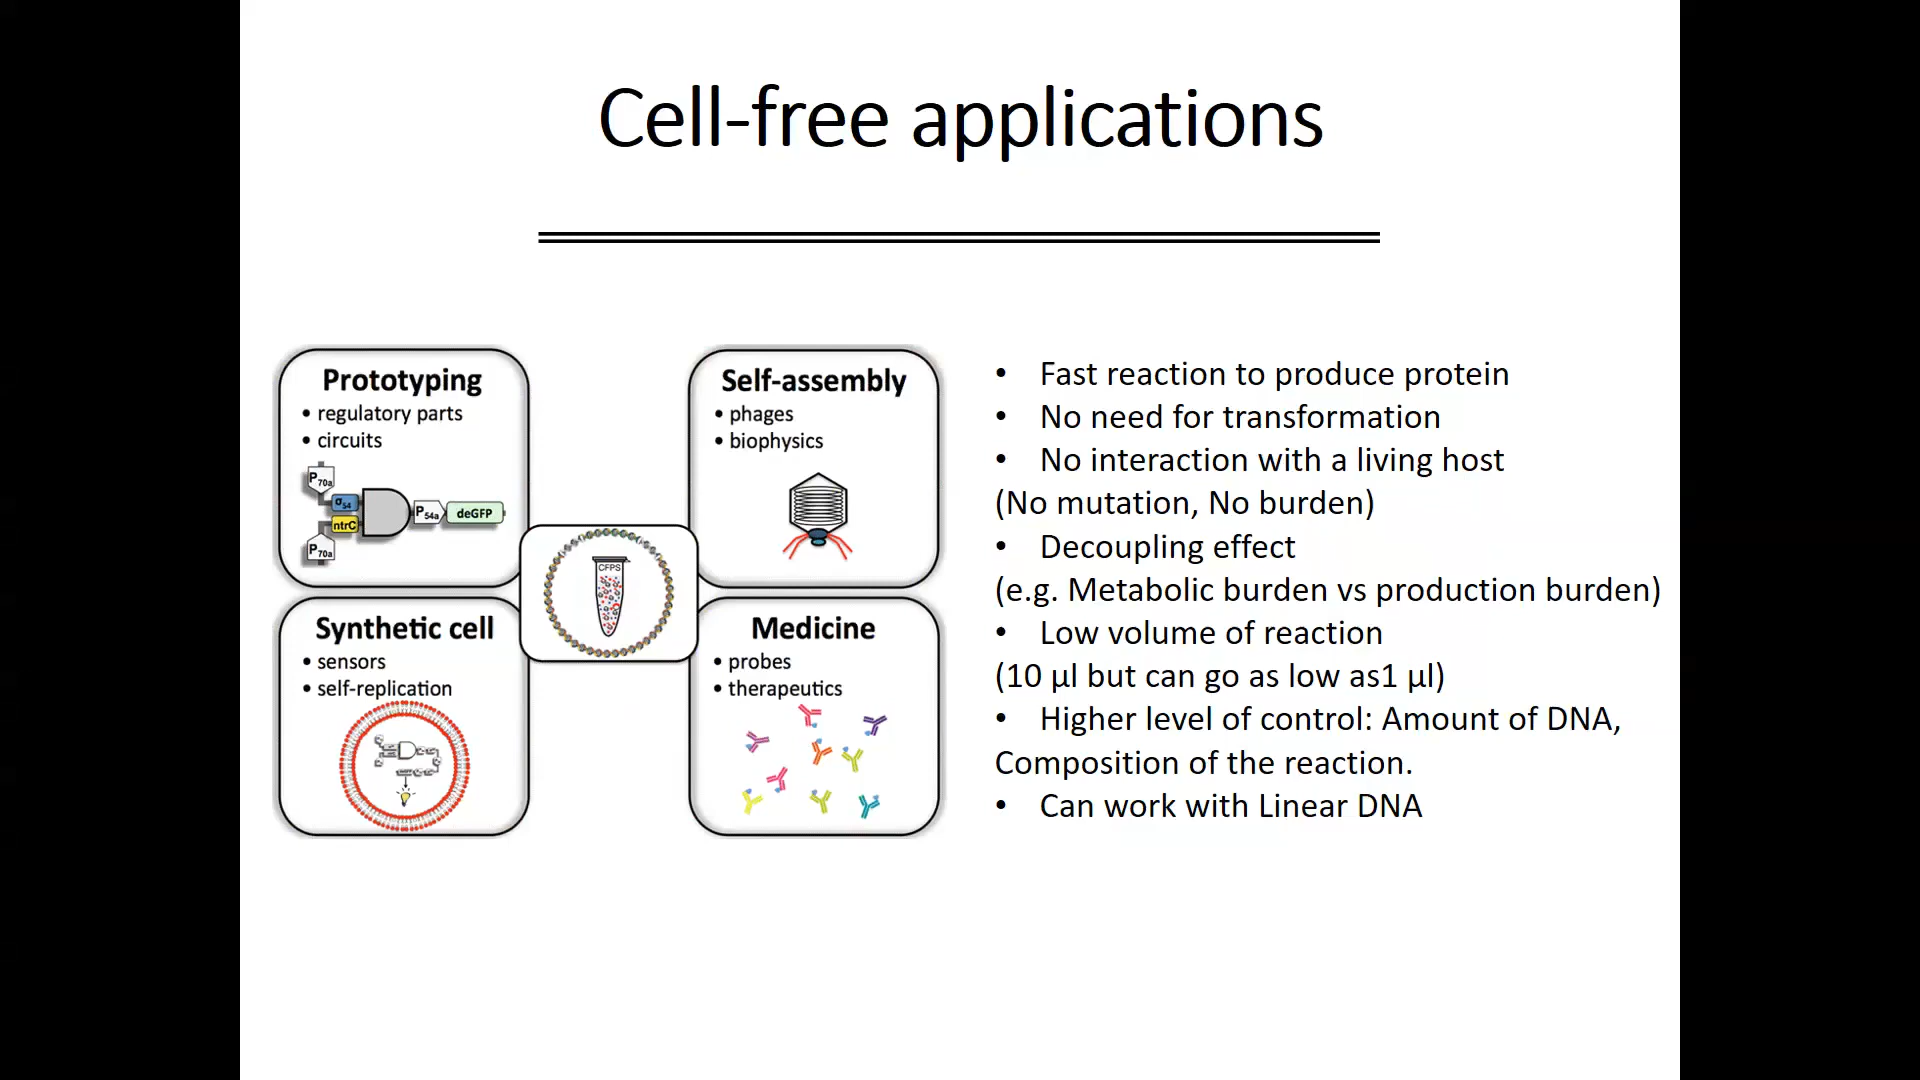 Cell-free applications
Prototyping
• regulatory parts
• circuits
P70a
σ54
ntrC
P54a
deGFP
P70a
Self-assembly
• phages
• biophysics
CFPS
Synthetic cell
• sensors
• self-replication
Medicine
• probes
• therapeutics
• Fast reaction to produce protein
• No need for transformation
• No interaction with a living host
(No mutation, No burden)
• Decoupling effect
(e.g. Metabolic burden vs production burden)
• Low volume of reaction
(10 µl but can go as low as1 µl)
• Higher level of control: Amount of DNA,
Composition of the reaction.
• Can work with Linear DNA